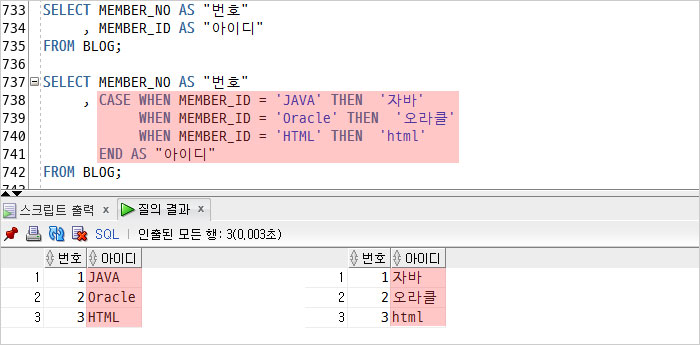 733 SELECT MEMBER_NO AS "번호"
734 , MEMBER_ID AS "아이디"
735 FROM BLOG;
736
737 SELECT MEMBER_NO AS "번호"
738 , CASE WHEN MEMBER_ID = 'JAVA' THEN '자바'
739 WHEN MEMBER_ID = 'Oracle' THEN '오라클'
740 WHEN MEMBER_ID = 'HTML' THEN 'html'
741 END AS "아이디"
742 FROM BLOG;
743
스크립트 출력 x 질의 결과 x
SQL | 인출된 모든 행: 3(0,003초)
번호 아이디 번호 아이디
1 1 JAVA 1 1 자바
2 2 Oracle 2 2 오라클
3 3 HTML 3 3 html